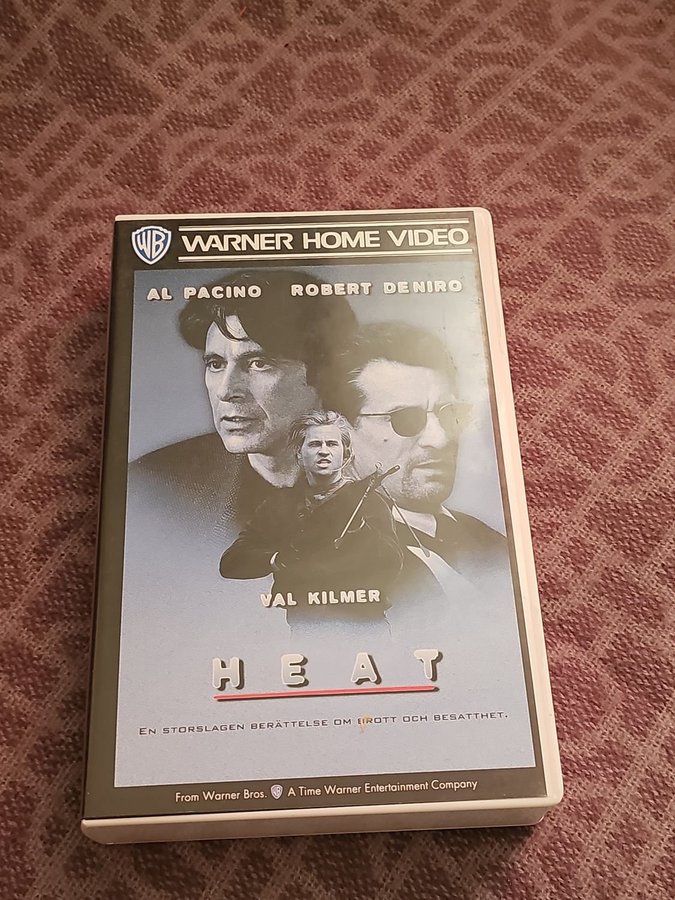 WB WARNER HOME VIDEO
AL PACINO ROBERT DE NIRO
VAL KILMER
HEAT
EN STORSLAGEN BERÄTTELSE OM BROTT OCH BESATTHET.
From Warner Bros. WB A Time Warner Entertainment Company